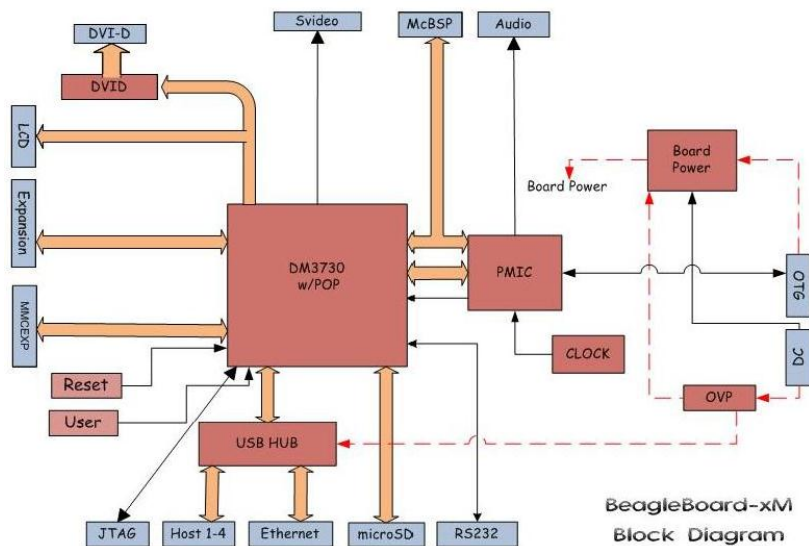 DVI-D
Svideo
McBSP
Audio
DVID
LCD
Board
Power
Board Power
Expansion
DM3730
w/POP
PMIC
OTG
MMCEXP
CLOCK
DC
Reset
OVP
User
USB HUB
JTAG
Host 1-4
Ethernet
microSD
RS232
BeagleBoard-xM
Block Diagram